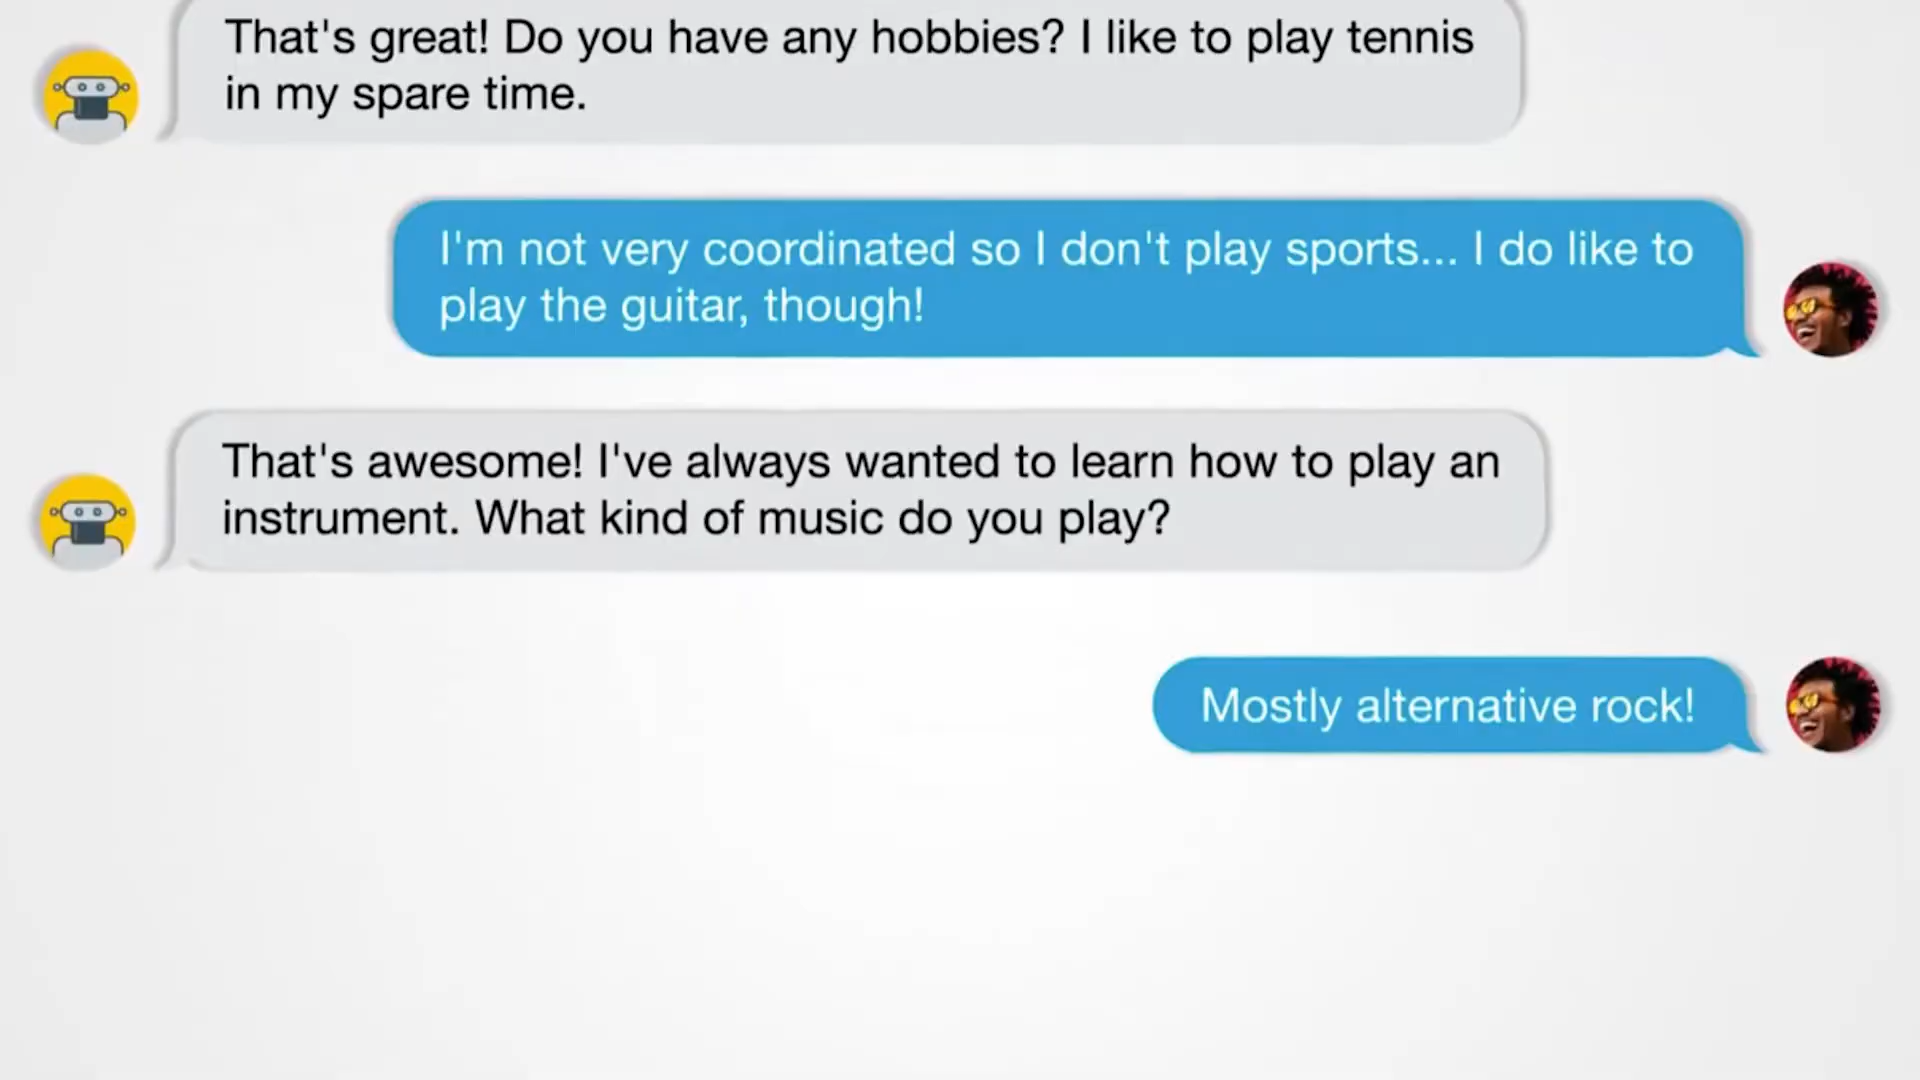 That's great! Do you have any hobbies? I like to play tennis
in my spare time.
I'm not very coordinated so I don't play sports... I do like to
play the guitar, though!
That's awesome! I've always wanted to learn how to play an
instrument. What kind of music do you play?
Mostly alternative rock!